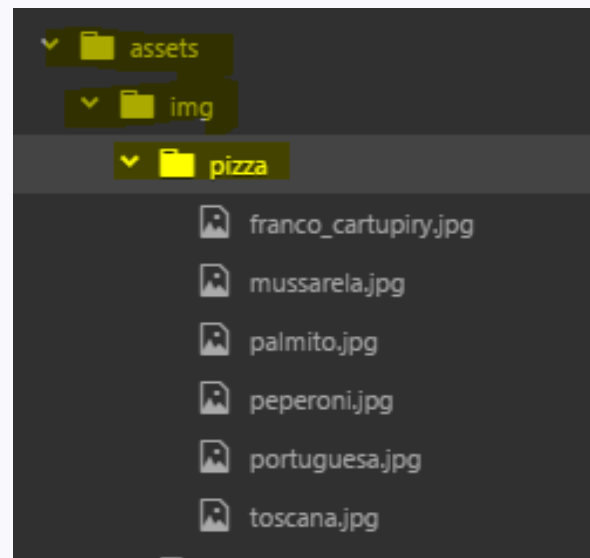 assets
img
pizza
franco_cartupiry.jpg
mussarela.jpg
palmito.jpg
peperoni.jpg
portuguesa.jpg
toscana.jpg